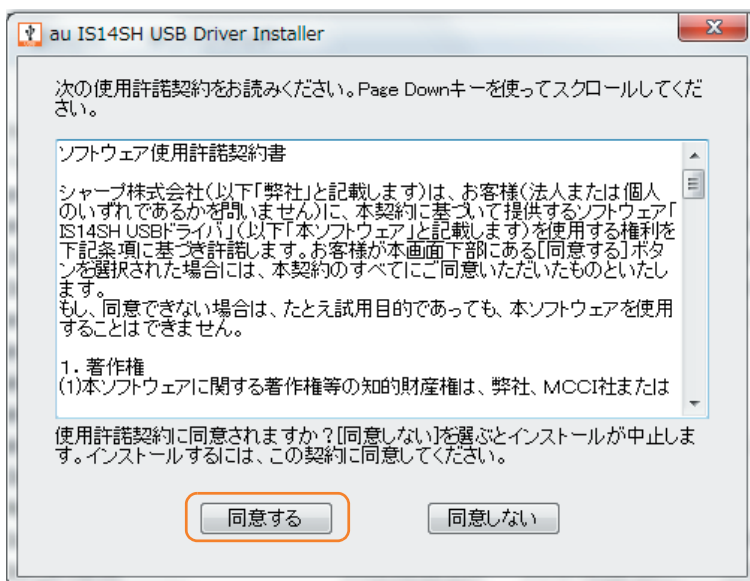 au IS14SH USB Driver Installer
次の使用許諾契約をお読みください。Page Downキーを使ってスクロールしてくだ
さい。
ソフトウェア使用許諾契約書
シャープ株式会社(以下「弊社」と記載します)は、お客様(法人または個人
のいずれであるかを問いません)に、本契約に基づいて提供するソフトウェア「
IS14SH USBドライバ」(以下「本ソフトウェア」と記載します)を使用する権利を
下記条項に基づき許諾します。お客様が本画面下部にある[同意する]ボタ
ンを選択された場合には、本契約のすべてにご同意いただいたものといたし
ます。
もし、同意できない場合は、たとえ試用目的であっても、本ソフトウェアを使用
することはできません。
1．著作権
(1)本ソフトウェアに関する著作権等の知的財産権は、弊社、MCCI社または
使用許諾契約に同意されますか？[同意しない]を選ぶとインストールが中止しま
す。インストールするには、この契約に同意してください。
同意する
同意しない